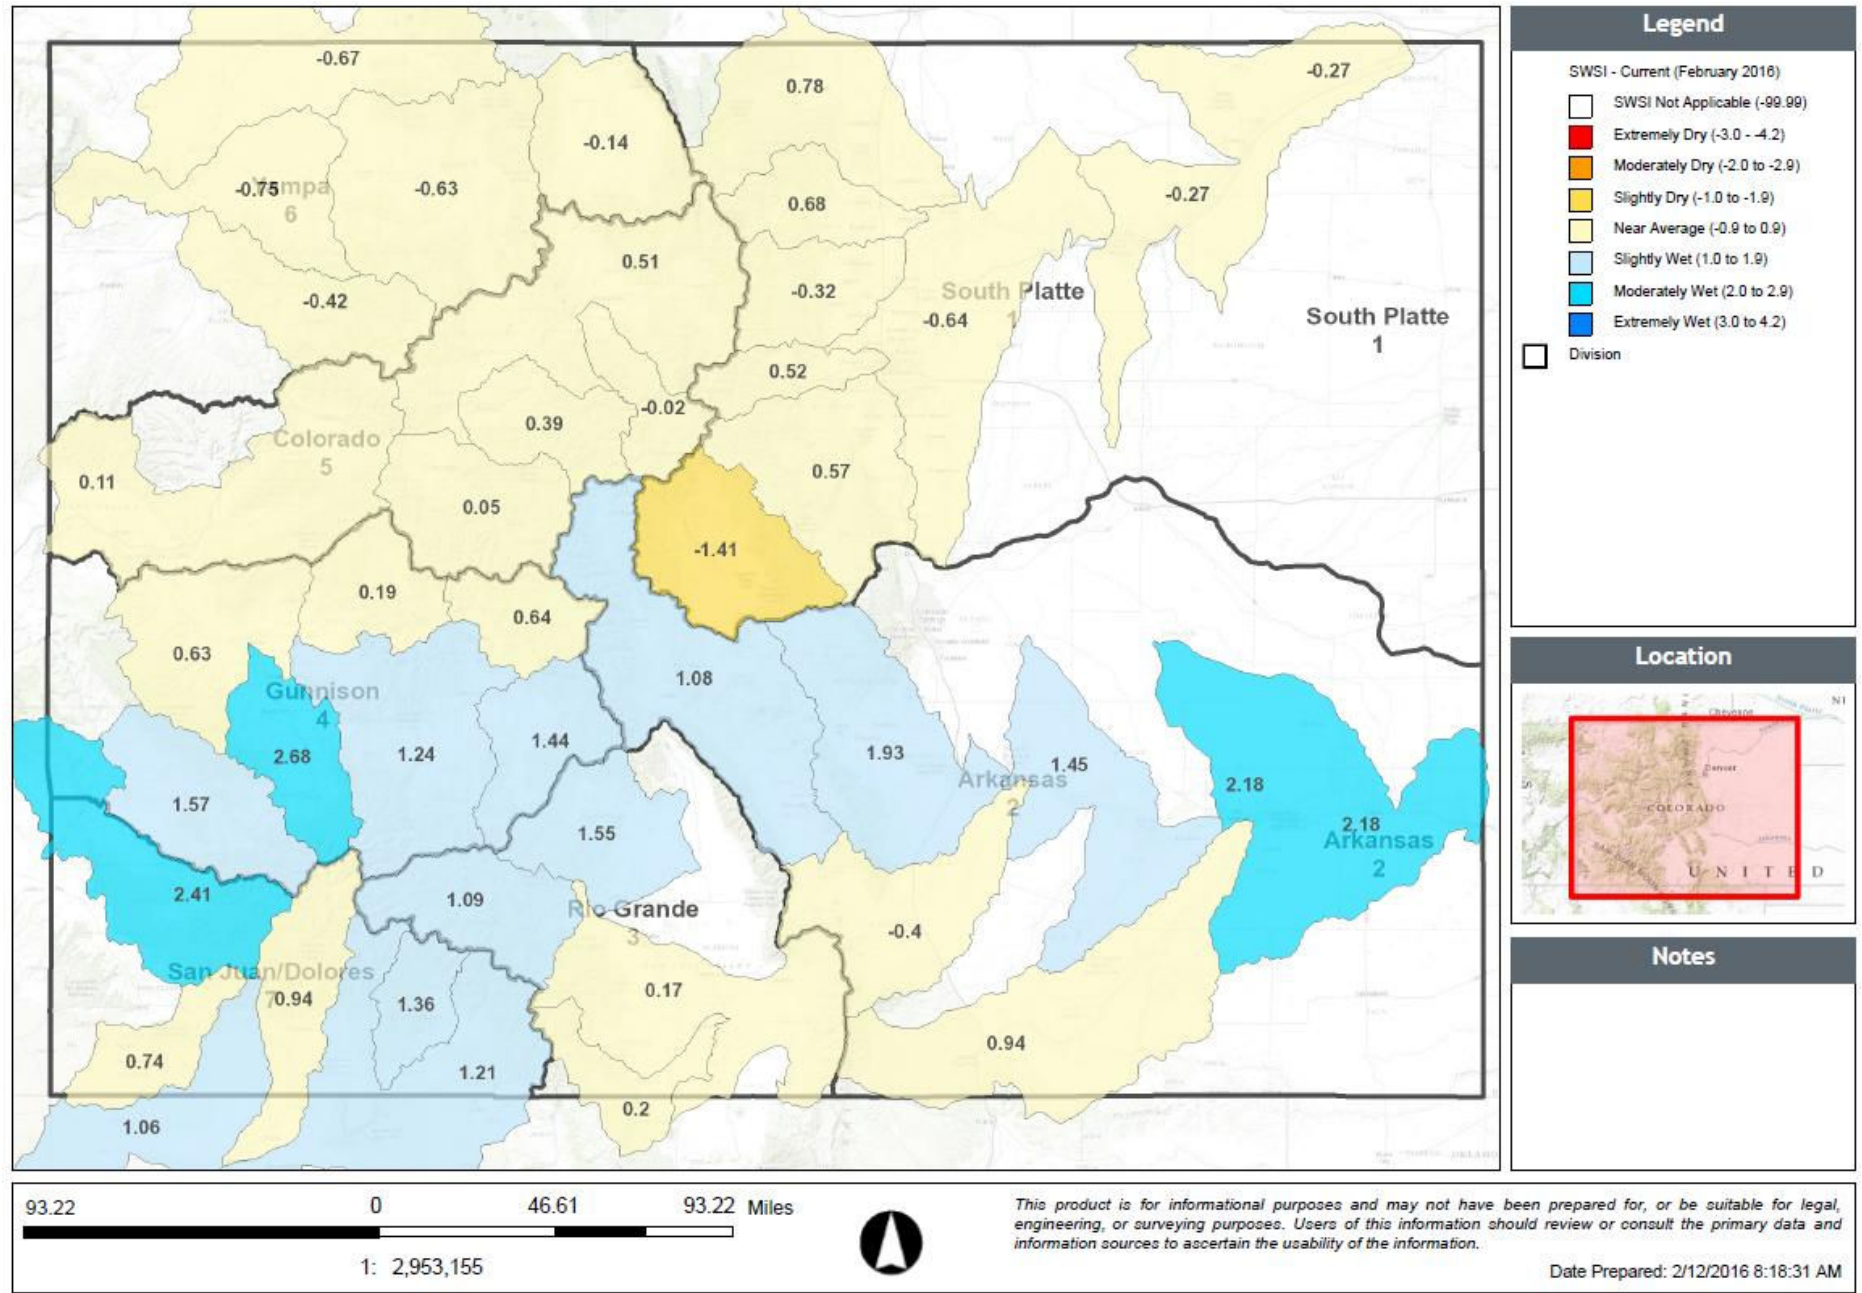 -0.67
0.78
-0.27
-0.14
-0.75
Yampa
6
-0.63
0.68
-0.27
0.51
-0.42
-0.32
South Platte
1
-0.64
South Platte
1
0.52
-0.02
0.39
Colorado
5
0.11
0.57
0.05
-1.41
0.19
0.64
0.63
Gunnison
4
1.08
2.68
1.24
1.44
1.93
1.45
Arkansas
2
2.18
2.18
Arkansas
2
1.57
1.55
2.41
1.09
Rio Grande
3
-0.4
San Juan/Dolores
7
0.94
1.36
0.17
0.74
1.21
0.94
0.2
1.06
Legend
SWSI - Current (February 2016)
SWSI Not Applicable (-99.99)
Extremely Dry (-3.0 - -4.2)
Moderately Dry (-2.0 to -2.9)
Slightly Dry (-1.0 to -1.9)
Near Average (-0.9 to 0.9)
Slightly Wet (1.0 to 1.9)
Moderately Wet (2.0 to 2.9)
Extremely Wet (3.0 to 4.2)
Division
Location
Cheyenne
Denver
COLORADO
UNITED
Notes
93.22 0 46.61 93.22 Miles
1: 2,953,155
This product is for informational purposes and may not have been prepared for, or be suitable for legal,
engineering, or surveying purposes. Users of this information should review or consult the primary data and
information sources to ascertain the usability of the information.
Date Prepared: 2/12/2016 8:18:31 AM